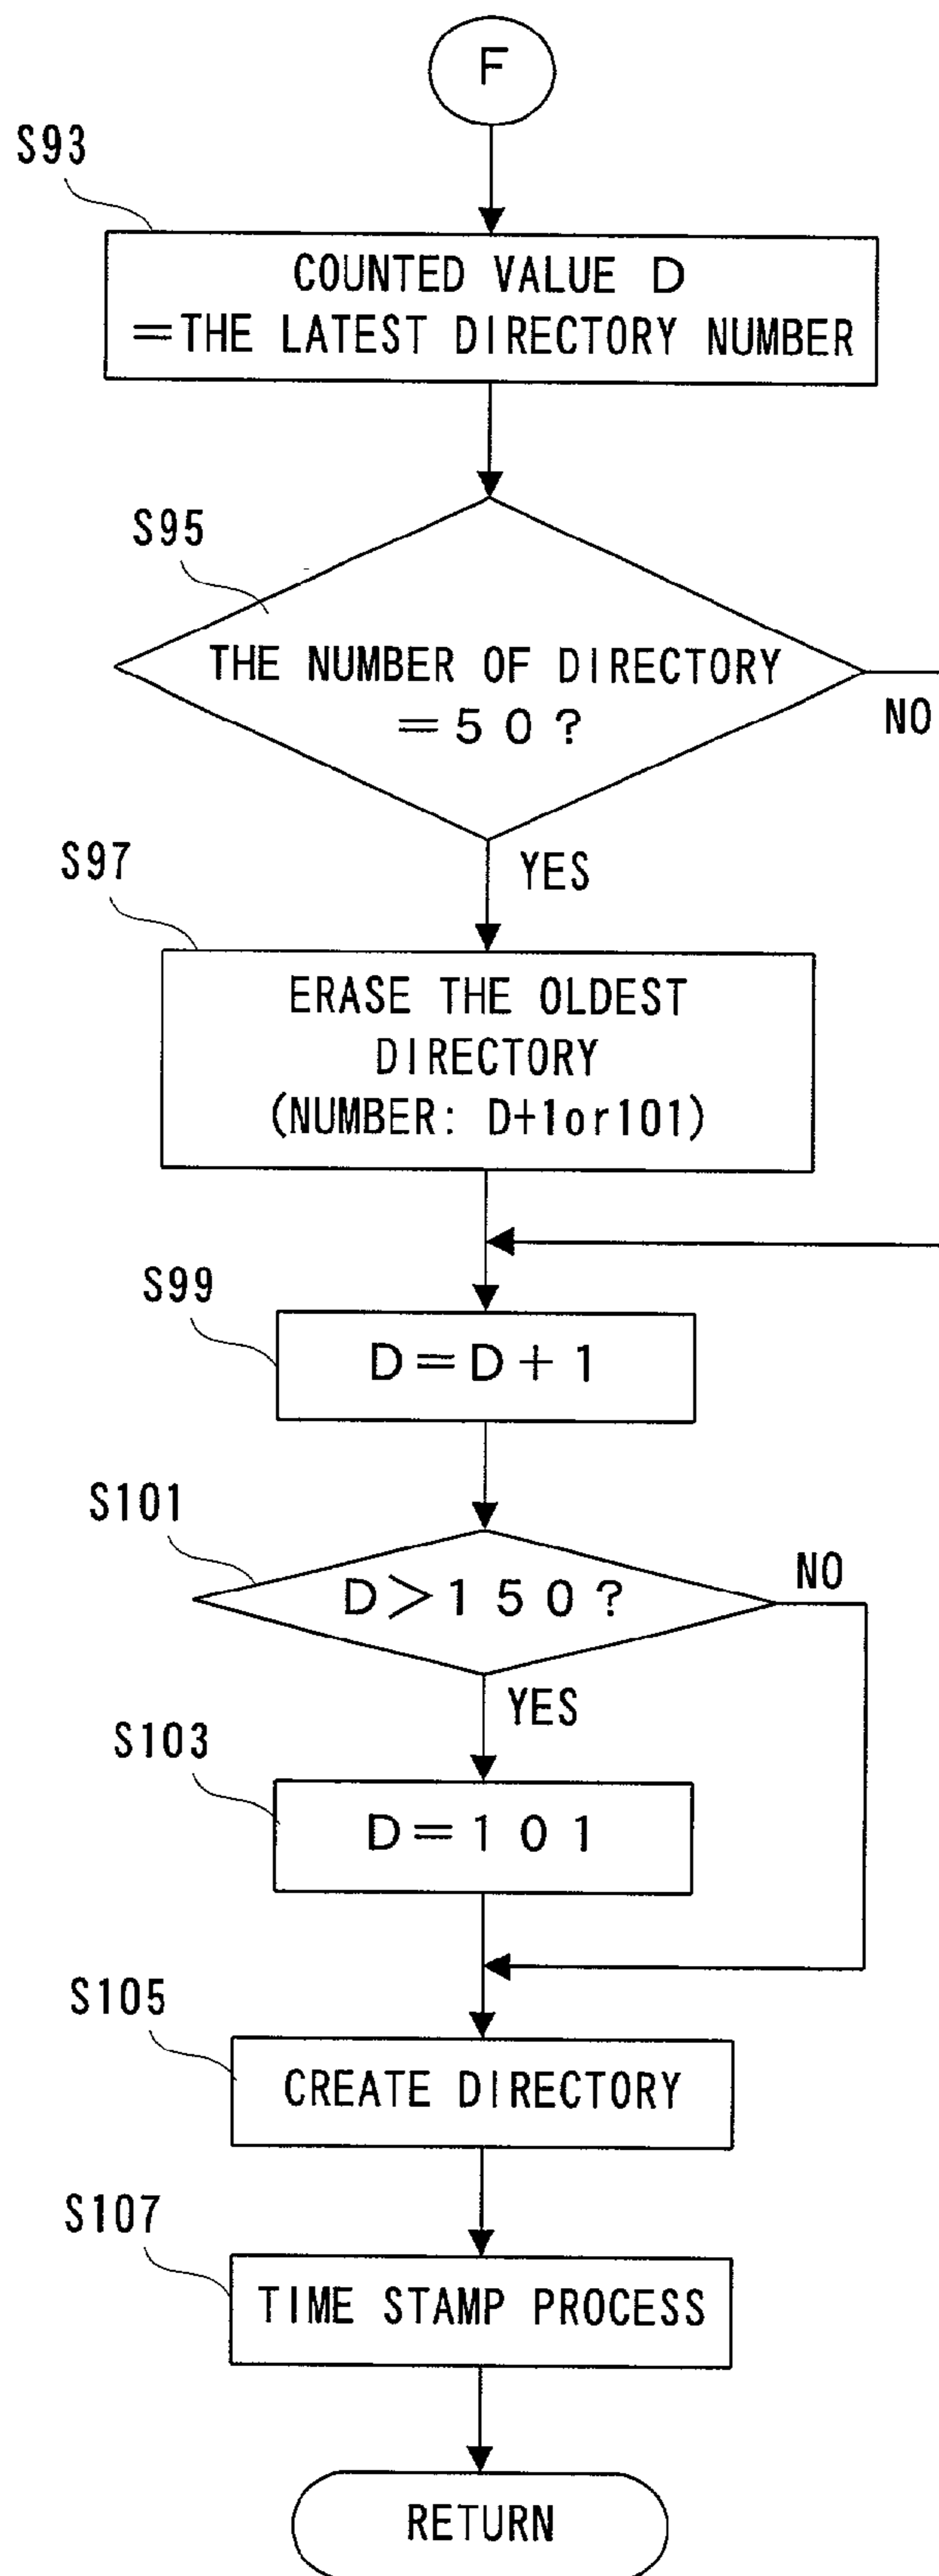 F
S93
COUNTED VALUE D
=THE LATEST DIRECTORY NUMBER
S95
THE NUMBER OF DIRECTORY
=50?
NO
YES
S97
ERASE THE OLDEST
DIRECTORY
(NUMBER: D+1or101)
S99
D=D+1
S101
D>150?
NO
YES
S103
D=101
S105
CREATE DIRECTORY
S107
TIME STAMP PROCESS
RETURN